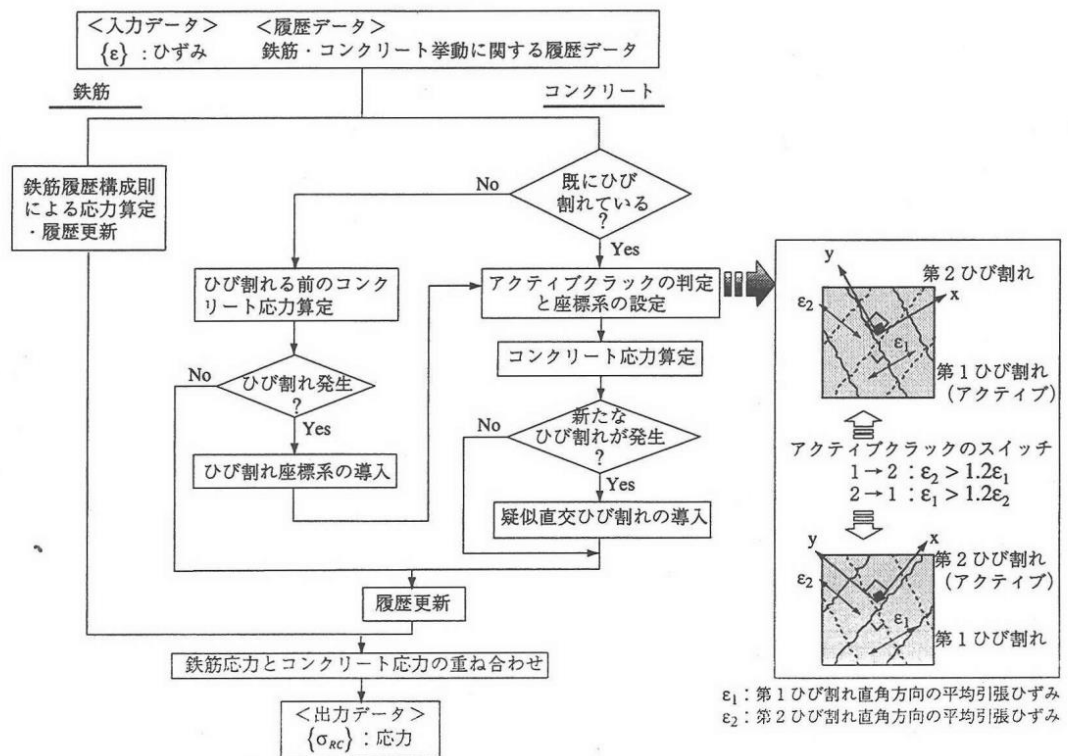 ＜入力データ＞　＜履歴データ＞
{ε}：ひずみ　鉄筋・コンクリート挙動に関する履歴データ
鉄筋
コンクリート
鉄筋履歴構成則
による応力算定
・履歴更新
既にひび
割れている
?
No
Yes
ひび割れる前のコンク
リート応力算定
アクティブクラックの判定
と座標系の設定
コンクリート応力算定
ひび割れ発生
?
No
Yes
新たな
ひび割れが発生
?
No
Yes
ひび割れ座標系の導入
疑似直交ひび割れの導入
履歴更新
鉄筋応力とコンクリート応力の重ね合わせ
＜出力データ＞
{σRC}：応力
y
第2ひび割れ
x
ε2
ε1
第1ひび割れ
（アクティブ）
アクティブクラックのスイッチ
1→2：ε2＞1.2ε1
2→1：ε1＞1.2ε2
y
x
第2ひび割れ
（アクティブ）
ε2
ε1
第1ひび割れ
ε1：第1ひび割れ直角方向の平均引張ひずみ
ε2：第2ひび割れ直角方向の平均引張ひずみ